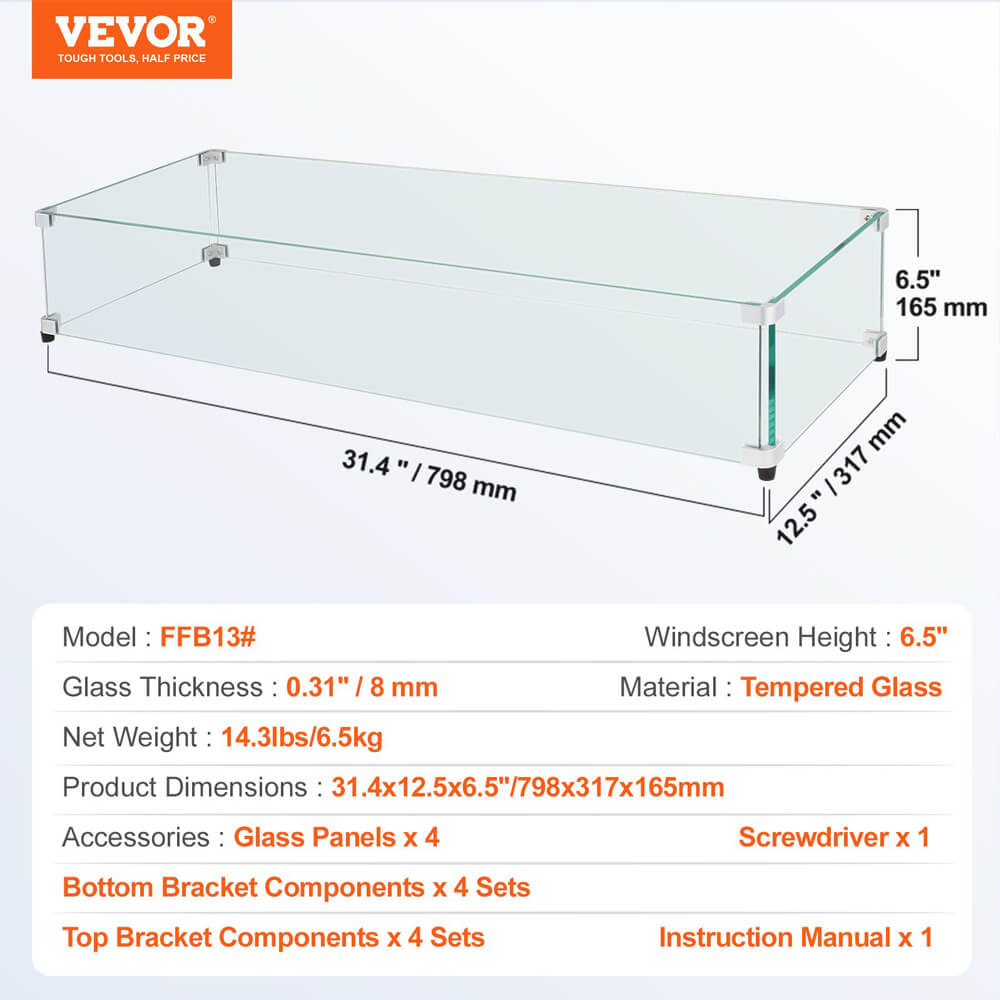 VEVOR®
TOUGH TOOLS, HALF PRICE
6.5"
165 mm
31.4 " / 798 mm
12.5 " / 317 mm
Model : FFB13#
Windscreen Height : 6.5"
Glass Thickness : 0.31" / 8 mm
Material : Tempered Glass
Net Weight : 14.3lbs/6.5kg
Product Dimensions : 31.4x12.5x6.5"/798x317x165mm
Accessories : Glass Panels x 4
Screwdriver x 1
Bottom Bracket Components x 4 Sets
Top Bracket Components x 4 Sets
Instruction Manual x 1